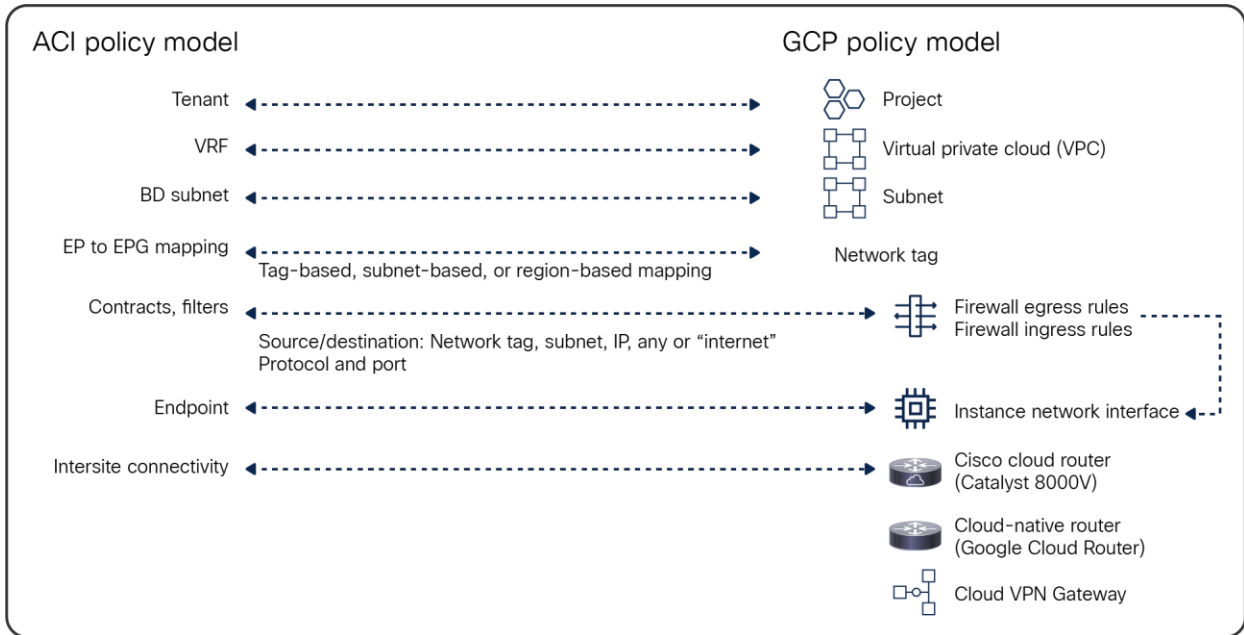 ACI policy model
GCP policy model
Tenant
Project
VRF
Virtual private cloud (VPC)
BD subnet
Subnet
EP to EPG mapping
Tag-based, subnet-based, or region-based mapping
Network tag
Contracts, filters
Firewall egress rules
Firewall ingress rules
Source/destination: Network tag, subnet, IP, any or “internet”
Protocol and port
Endpoint
Instance network interface
Intersite connectivity
Cisco cloud router
(Catalyst 8000V)
Cloud-native router
(Google Cloud Router)
Cloud VPN Gateway